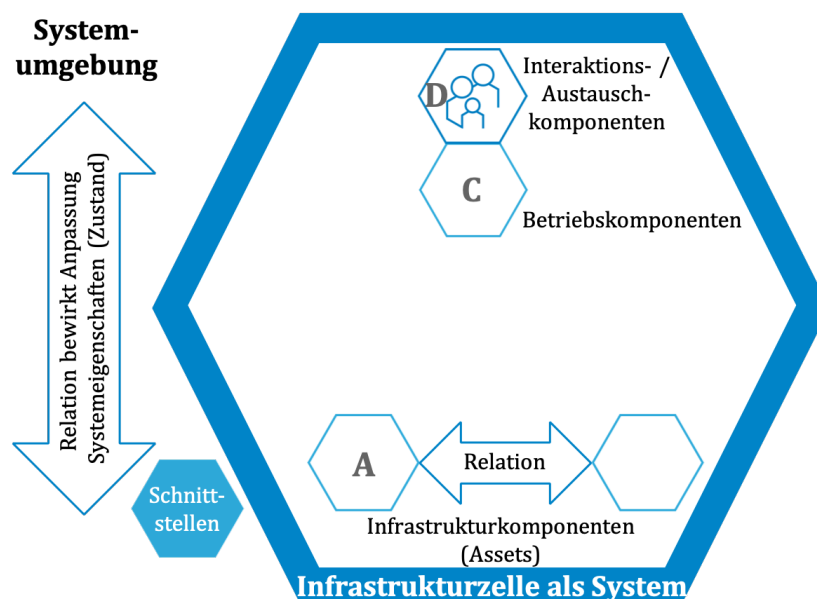 System-
umgebung
Relation bewirkt Anpassung
Systemeigenschaften (Zustand)
Schnitt-
stellen
D
Interaktions- /
Austausch-
komponenten
C
Betriebskomponenten
A
Relation
Infrastrukturkomponenten
(Assets)
Infrastrukturzelle als System